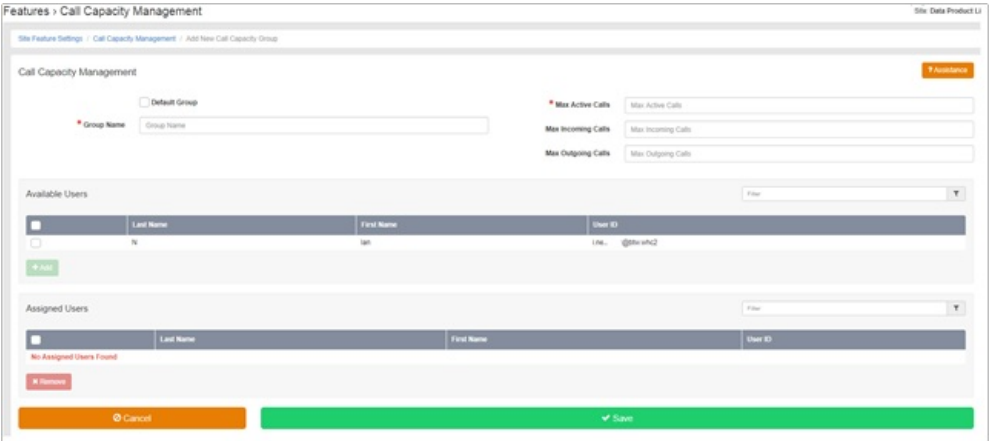 Features › Call Capacity Management
Site: Data Product Li
Site Feature Settings / Call Capacity Management / Add New Call Capacity Group
Call Capacity Management
? Assistance
Default Group
* Group Name
Group Name
* Max Active Calls
Max Active Calls
Max Incoming Calls
Max Incoming Calls
Max Outgoing Calls
Max Outgoing Calls
Available Users
Filter
Last Name First Name User ID
N Iain
+ Add
Assigned Users
Filter
Last Name First Name User ID
No Assigned Users Found
✖ Remove
Cancel
✔ Save